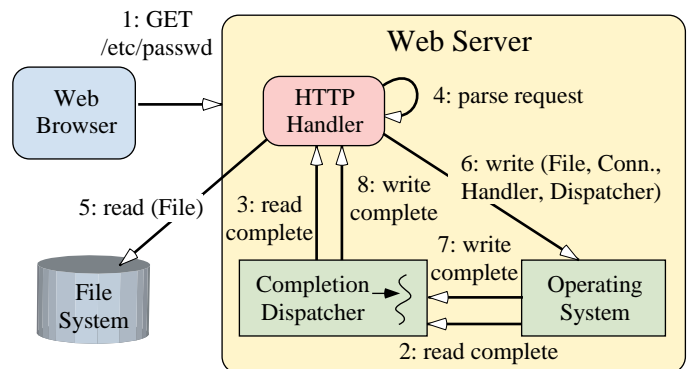 1: GET
/etc/passwd
Web Server
Web
Browser
HTTP
Handler
4: parse request
5: read (File)
3: read
complete
8: write
complete
6: write (File, Conn.,
Handler, Dispatcher)
7: write
complete
File
System
Completion
Dispatcher
Operating
System
2: read complete